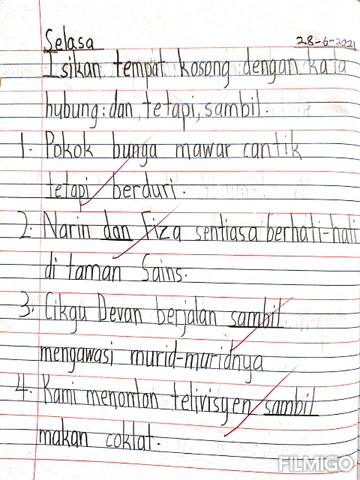 Selasa 28-6-2021
Isikan tempat kosong dengan kata
hubung: dan, tetapi, sambil.
1. Pokok bunga mawar cantik
tetapi berduri.
2. Narin dan Fiza sentiasa berhati-hati
di taman Sains.
3. Cikgu Devan berjalan sambil
mengawasi murid-muridnya
4. Kami menonton telivisyen sambil
makan coklat.
FILMIGO